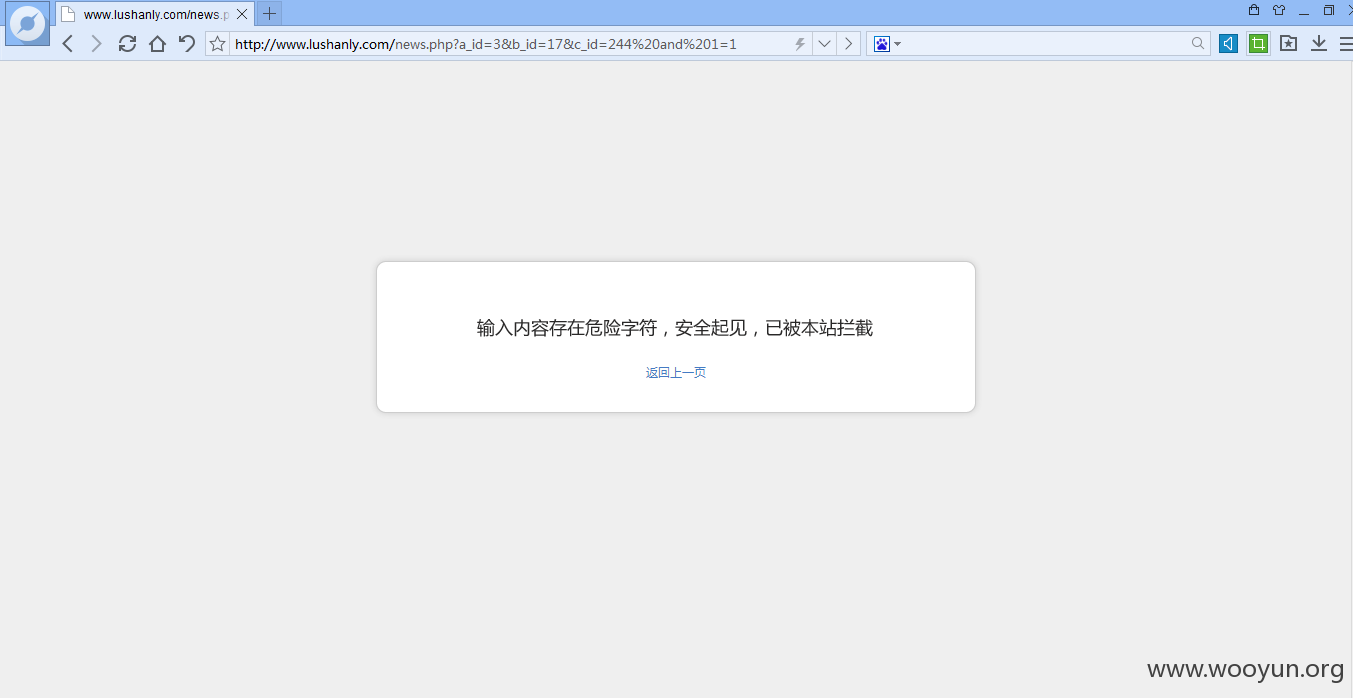 www.lushanly.com/news.p
http://www.lushanly.com/news.php?a_id=3&b_id=17&c_id=244%20and%201=1
输入内容存在危险字符，安全起见，已被本站拦截
返回上一页
www.wooyun.org